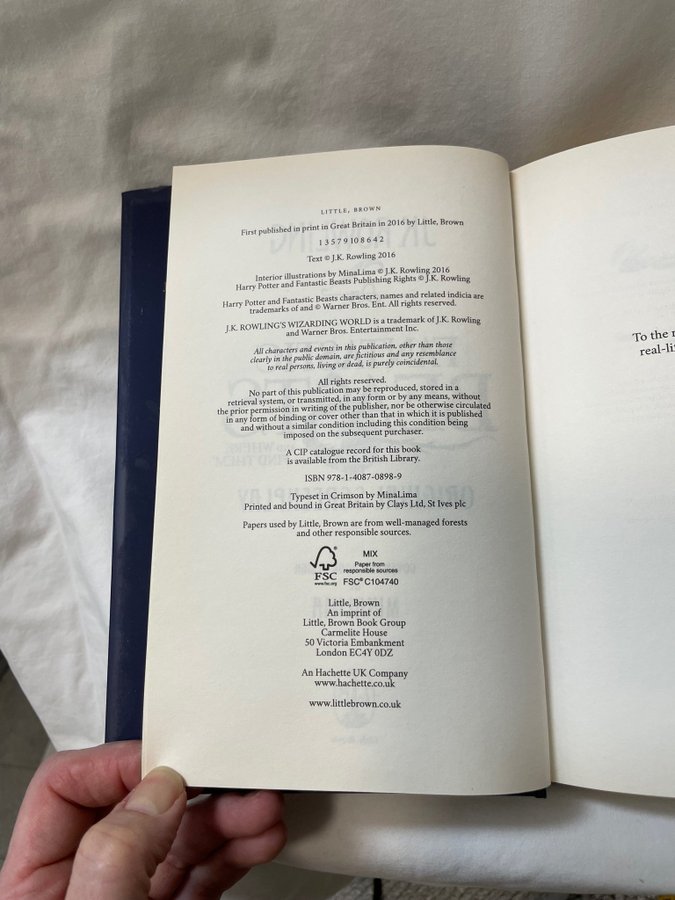 LITTLE, BROWN
First published in print in Great Britain in 2016 by Little, Brown
1 3 5 7 9 10 8 6 4 2
Text © J.K. Rowling 2016
Interior illustrations by MinaLima © J.K. Rowling 2016
Harry Potter and Fantastic Beasts Publishing Rights © J.K. Rowling
Harry Potter and Fantastic Beasts characters, names and related indicia are
trademarks of and © Warner Bros. Ent. All rights reserved.
J.K. ROWLING'S WIZARDING WORLD is a trademark of J.K. Rowling
and Warner Bros. Entertainment Inc.
All characters and events in this publication, other than those
clearly in the public domain, are fictitious and any resemblance
to real persons, living or dead, is purely coincidental.
All rights reserved.
No part of this publication may be reproduced, stored in a
retrieval system, or transmitted, in any form or by any means, without
the prior permission in writing of the publisher, nor be otherwise circulated
in any form of binding or cover other than that in which it is published
and without a similar condition including this condition being
imposed on the subsequent purchaser.
A CIP catalogue record for this book
is available from the British Library.
ISBN 978-1-4087-0898-9
Typeset in Crimson by MinaLima
Printed and bound in Great Britain by Clays Ltd, St Ives plc
Papers used by Little, Brown are from well-managed forests
and other responsible sources.
FSC
www.fsc.org
MIX
Paper from
responsible sources
FSC® C104740
Little, Brown
An imprint of
Little, Brown Book Group
Carmelite House
50 Victoria Embankment
London EC4Y 0DZ
An Hachette UK Company
www.hachette.co.uk
www.littlebrown.co.uk
To the
real-li